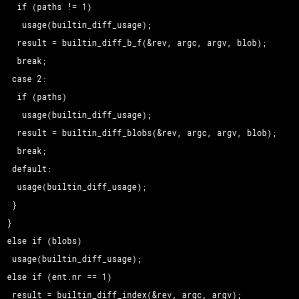 if (paths != 1)
usage(builtin_diff_usage);
result = builtin_diff_b_f(&rev, argc, argv, blob);
break;
case 2:
if (paths)
usage(builtin_diff_usage);
result = builtin_diff_blobs(&rev, argc, argv, blob);
break;
default:
usage(builtin_diff_usage);
}
}
else if (blobs)
usage(builtin_diff_usage);
else if (ent.nr == 1)
result = builtin_diff_index(&rev, argc, argv);